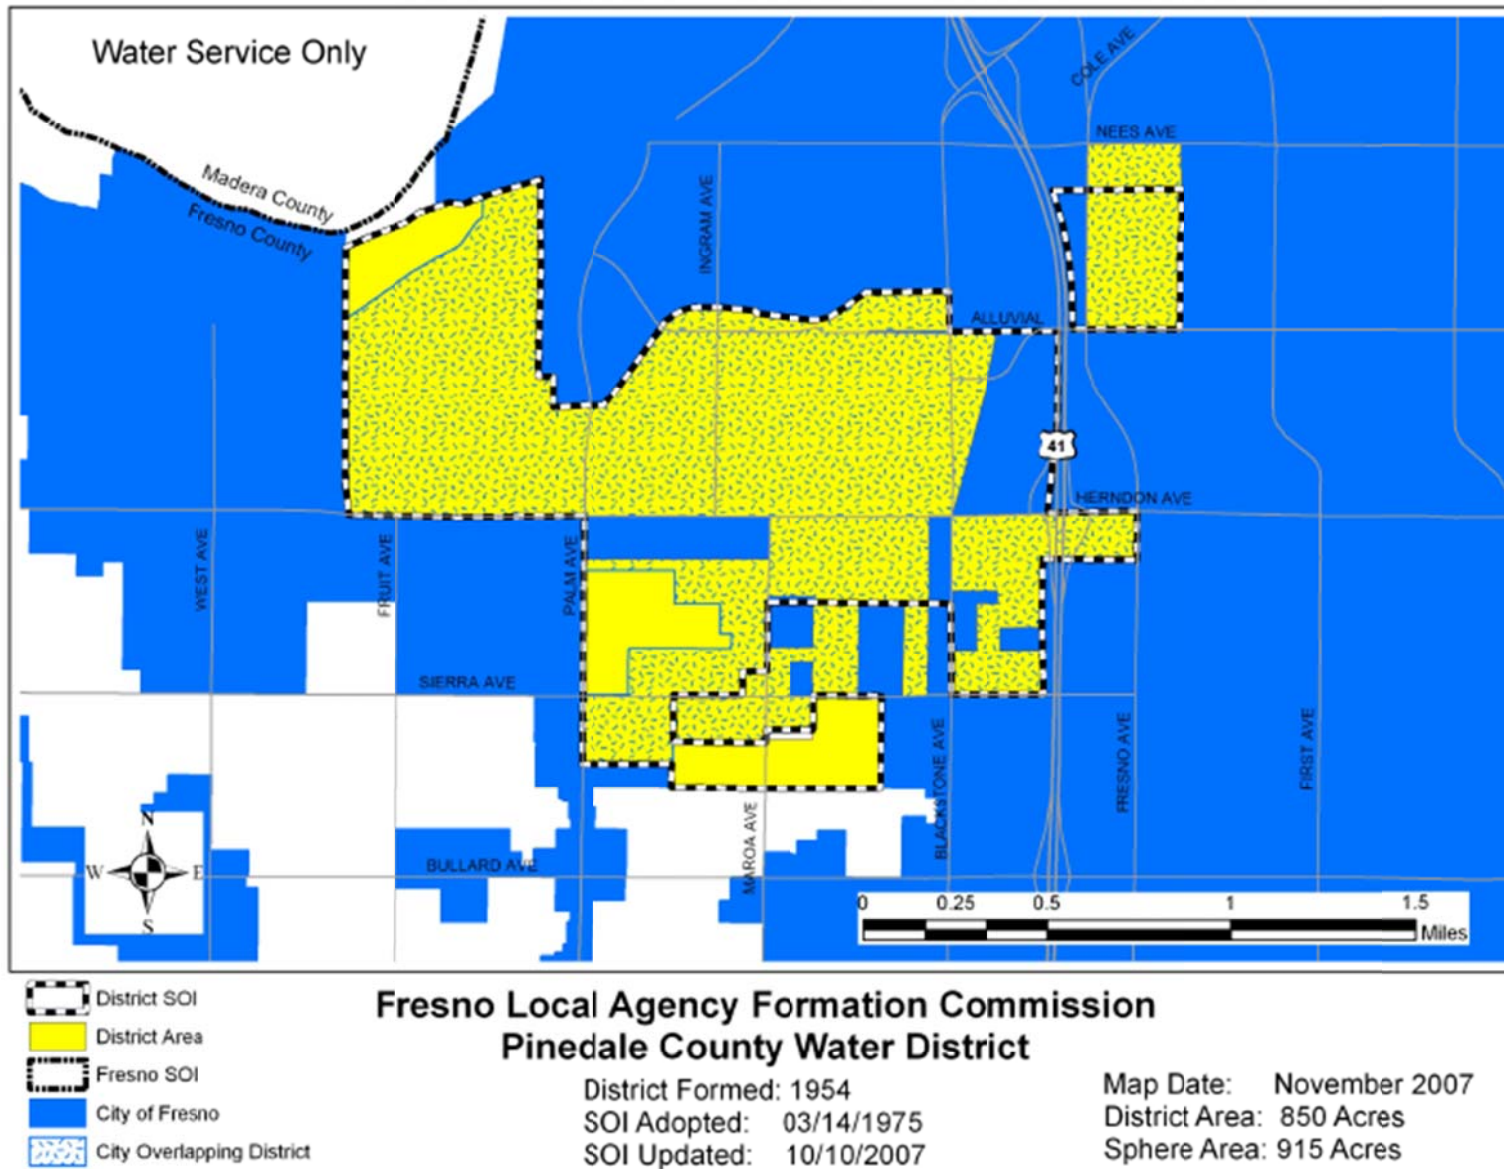 Water Service Only
COLE AVE
NEES AVE
Madera County
Fresno County
INGRAM AVE
ALLUVIAL
41
HERNDON AVE
WEST AVE
FRUIT AVE
PALM AVE
SIERRA AVE
BLACKSTONE AVE
FRESNO AVE
FIRST AVE
MAROA AVE
BULLARD AVE
N
W E
S
0 0.25 0.5 1 1.5
Miles
District SOI
District Area
Fresno SOI
City of Fresno
City Overlapping District
Fresno Local Agency Formation Commission
Pinedale County Water District
District Formed: 1954
SOI Adopted: 03/14/1975
SOI Updated: 10/10/2007
Map Date: November 2007
District Area: 850 Acres
Sphere Area: 915 Acres